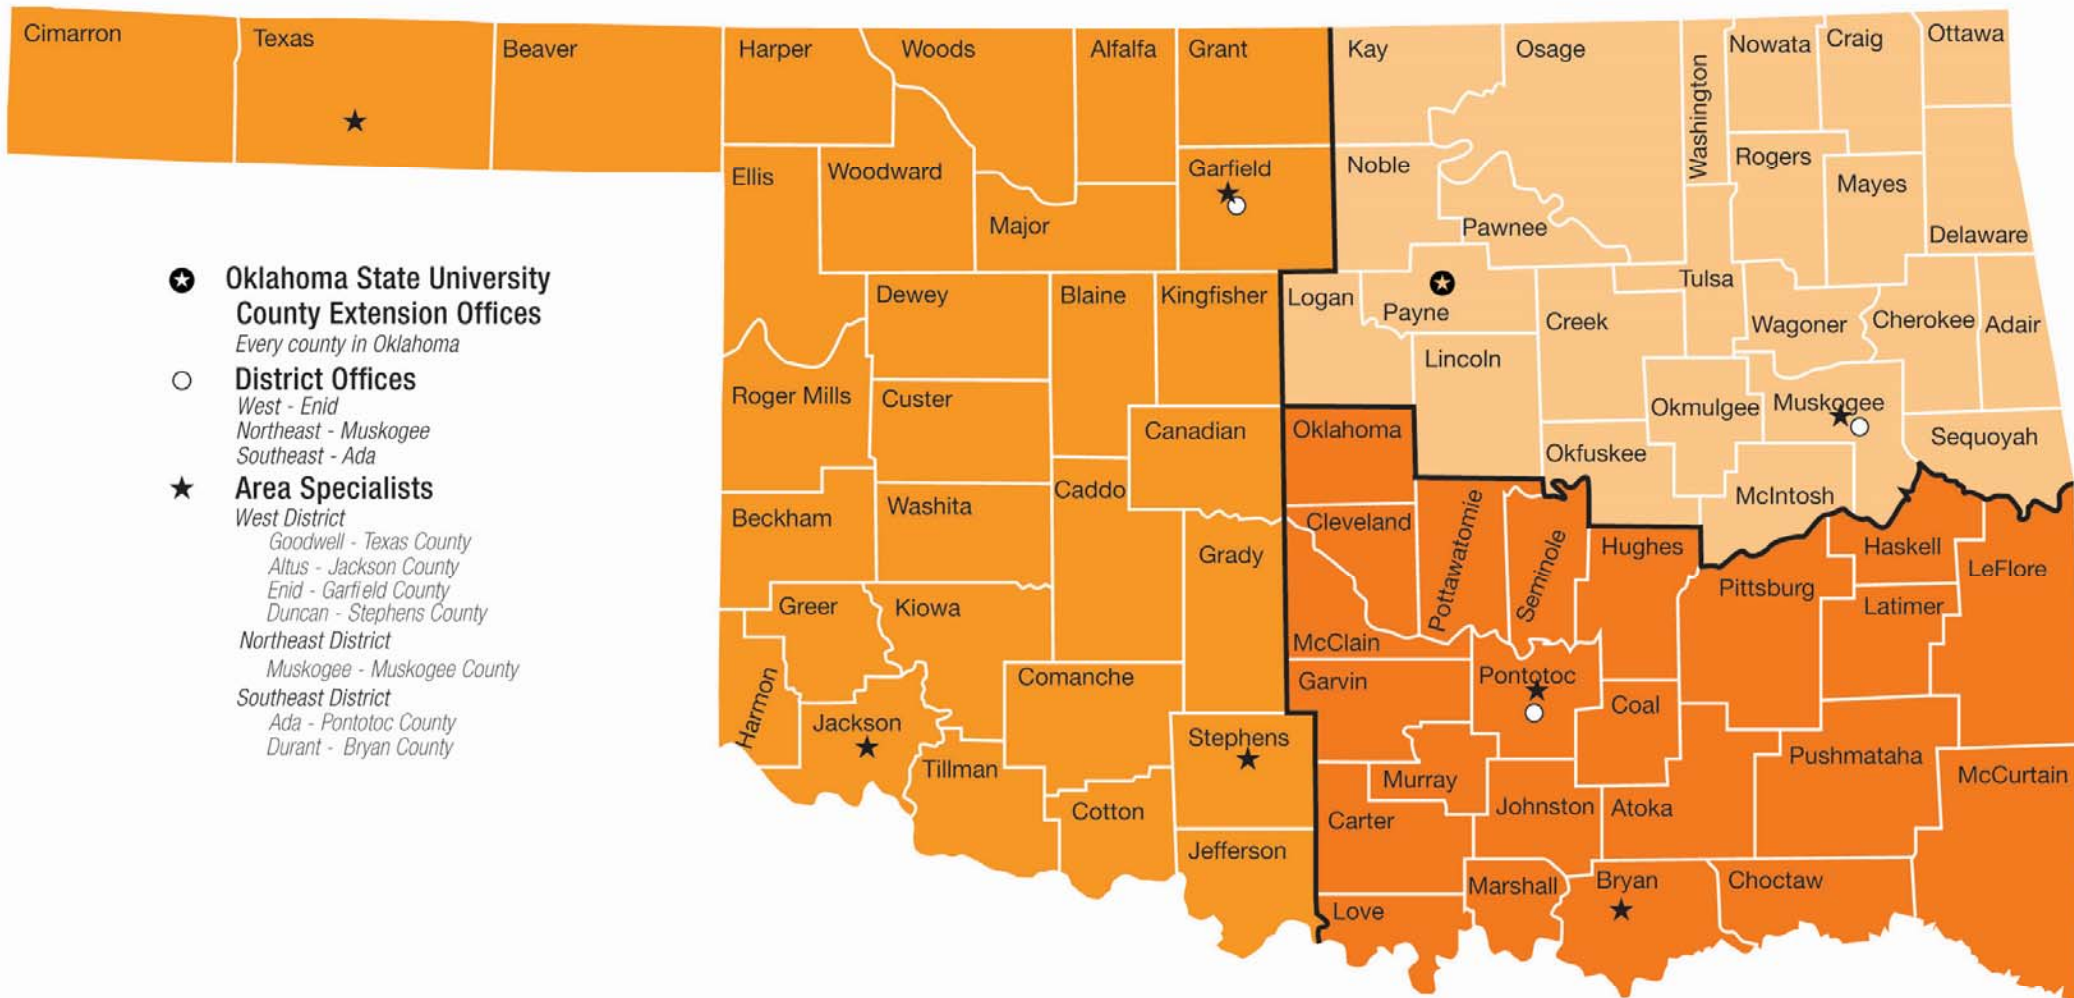 Cimarron
Texas
Beaver
Harper
Woods
Alfalfa
Grant
Kay
Osage
Washington
Nowata
Craig
Ottawa
Ellis
Woodward
Major
Garfield
Noble
Pawnee
Rogers
Mayes
Delaware
Oklahoma State University
County Extension Offices
Every county in Oklahoma
District Offices
West - Enid
Northeast - Muskogee
Southeast - Ada
Area Specialists
West District
Goodwell - Texas County
Altus - Jackson County
Enid - Garfield County
Duncan - Stephens County
Northeast District
Muskogee - Muskogee County
Southeast District
Ada - Pontotoc County
Durant - Bryan County
Dewey
Blaine
Kingfisher
Logan
Payne
Creek
Tulsa
Wagoner
Cherokee
Adair
Roger Mills
Custer
Canadian
Oklahoma
Lincoln
Okmulgee
Muskogee
Okfuskee
Sequoyah
Beckham
Washita
Caddo
Grady
Cleveland
Pottawatomie
Seminole
Hughes
McIntosh
Pittsburg
Haskell
LeFlore
Latimer
Greer
Kiowa
McClain
Harmon
Jackson
Comanche
Stephens
Garvin
Pontotoc
Coal
Tillman
Cotton
Jefferson
Murray
Carter
Johnston
Atoka
Pushmataha
McCurtain
Love
Marshall
Bryan
Choctaw